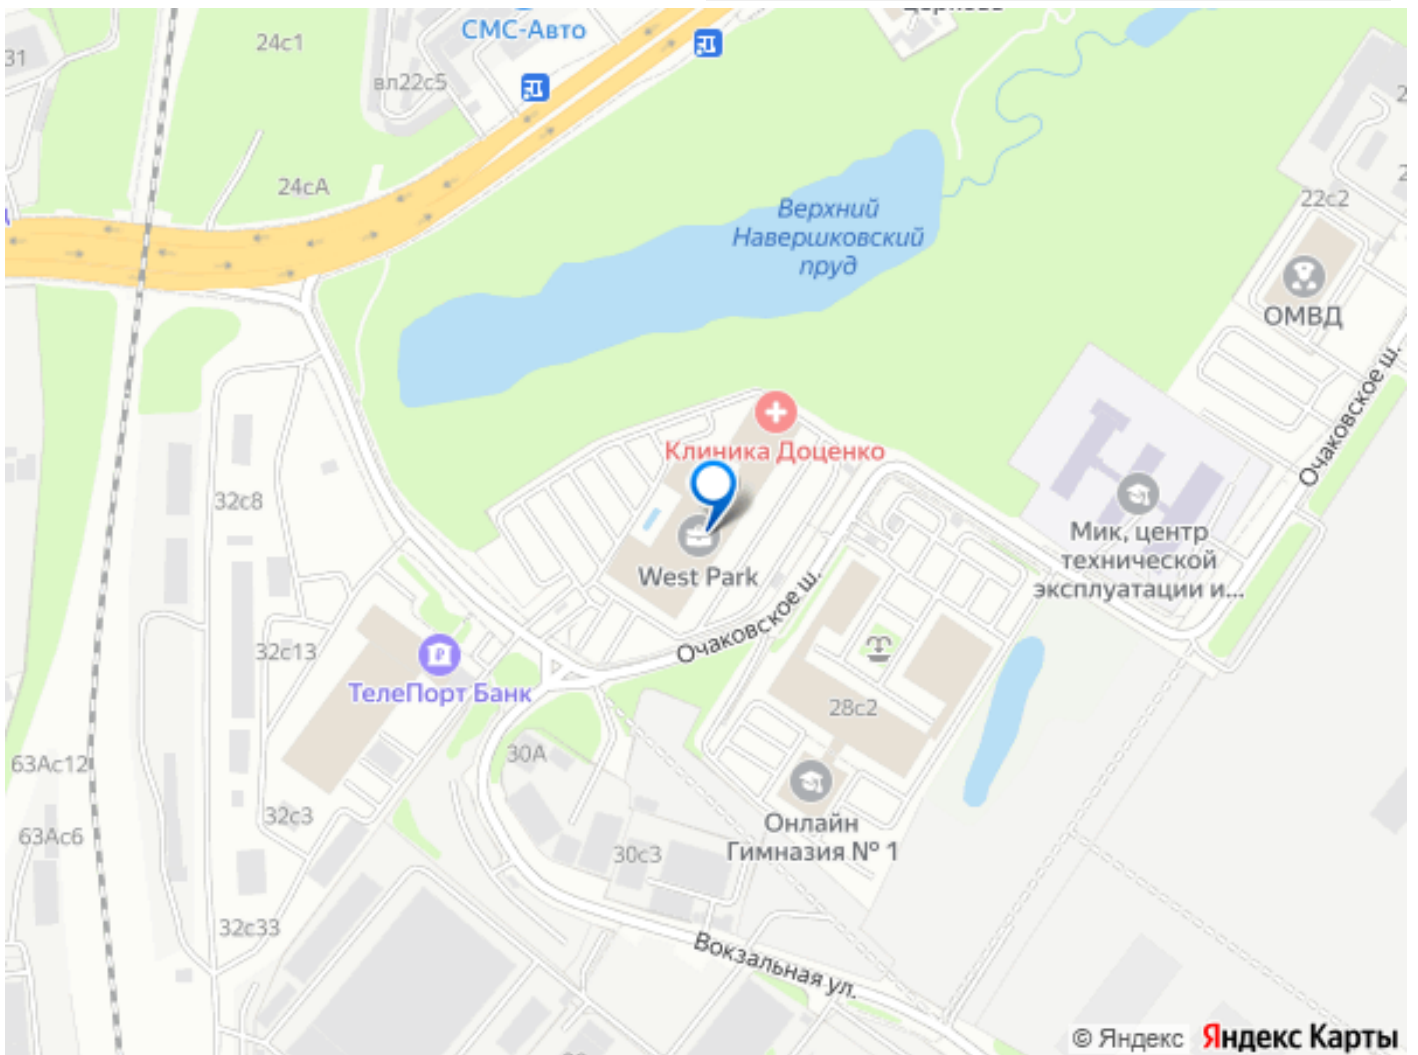 СМС-Авто
24с1
31
вл22с5
24сА
22с2
Верхний
Навершковский
пруд
ОМВД
Очаковское ш.
Клиника Доценко
32с8
West Park
Мик, центр
технической
эксплуатации и...
Очаковское ш.
32с13
ТелеПорт Банк
28с2
30А
63Ас12
32с3
63Ас6
Онлайн
Гимназия № 1
30с3
32с33
Вокзальная ул.
© Яндекс Яндекс Карты